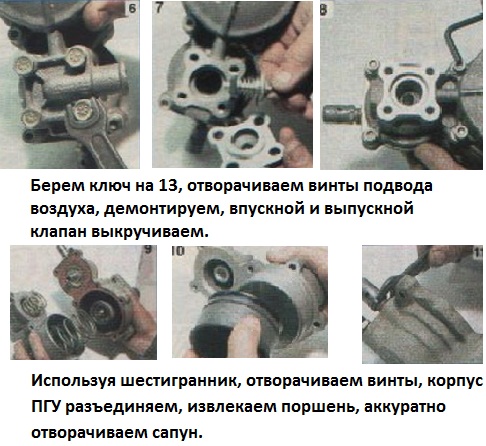 6
7
8
Берем ключ на 13, отворачиваем винты подвода
воздуха, демонтируем, впускной и выпускной
клапан выкручиваем.
9
10
11
Используя шестигранник, отворачиваем винты, корпус
ПГУ разъединяем, извлекаем поршень, аккуратно
отворачиваем сапун.